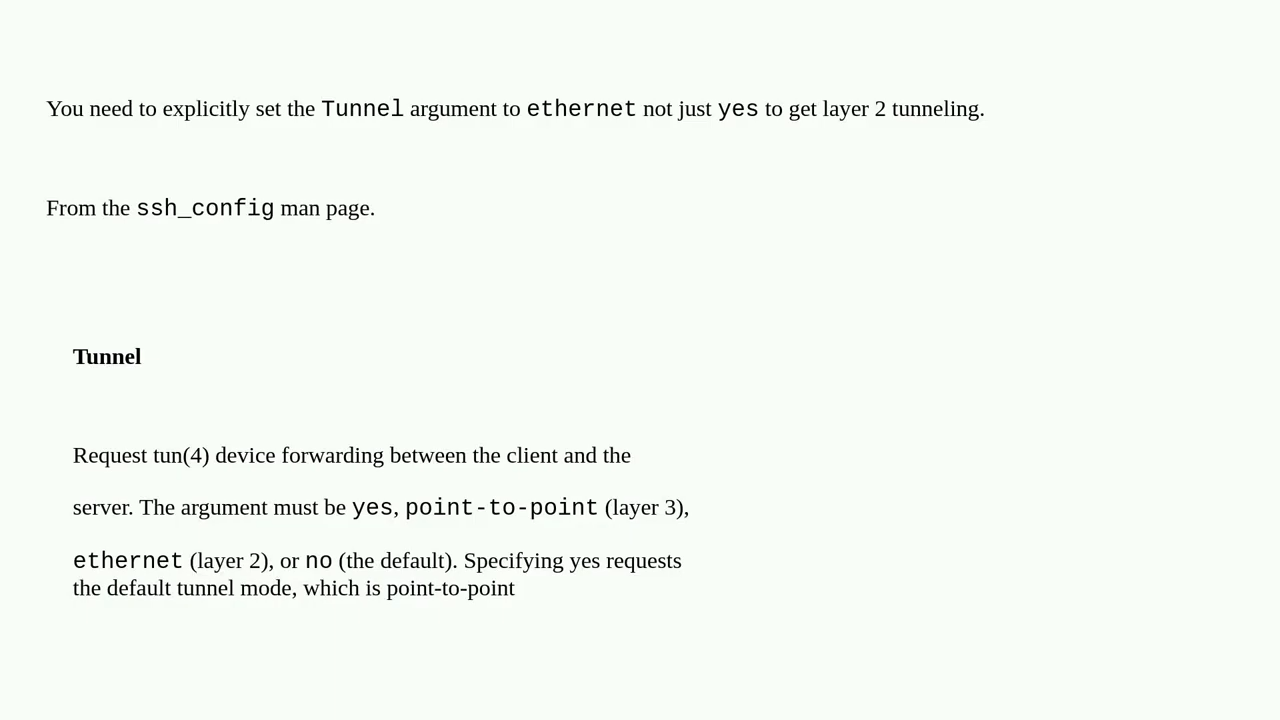 You need to explicitly set the Tunnel argument to ethernet not just yes to get layer 2 tunneling.
From the ssh_config man page.
Tunnel
Request tun(4) device forwarding between the client and the
server. The argument must be yes, point-to-point (layer 3),
ethernet (layer 2), or no (the default). Specifying yes requests
the default tunnel mode, which is point-to-point